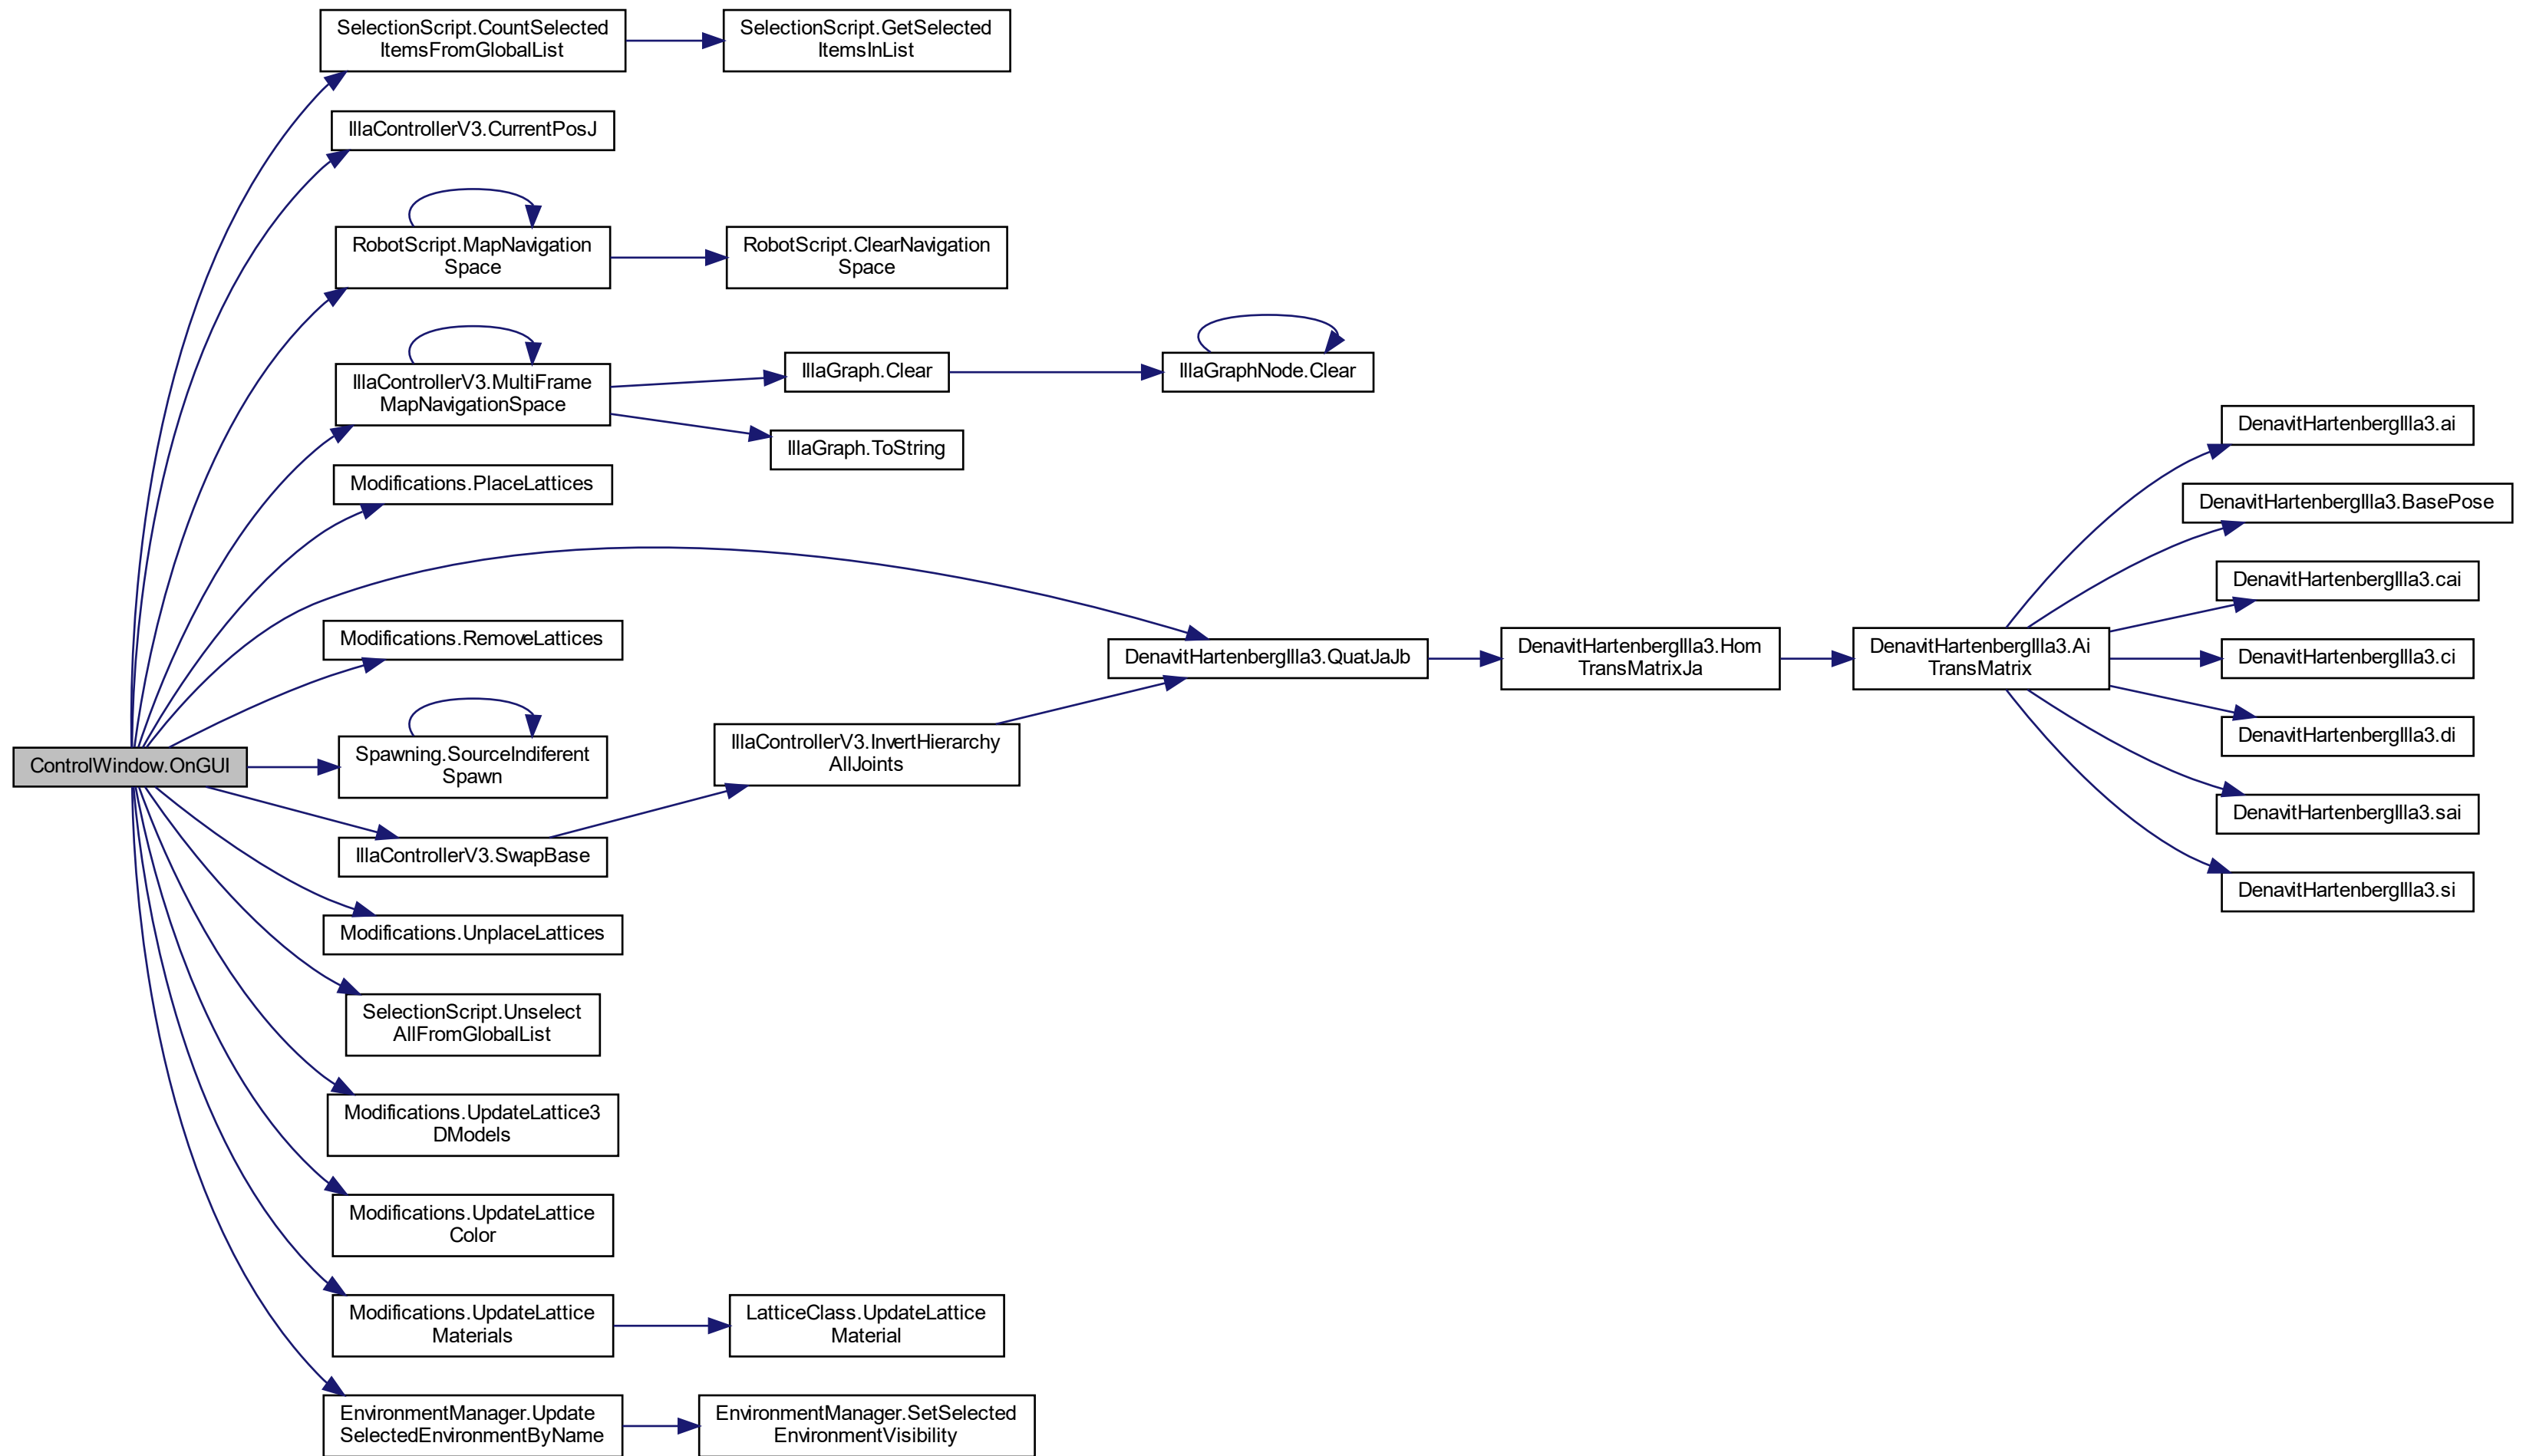 SelectionScript.CountSelected
ItemsFromGlobalList
SelectionScript.GetSelected
ItemsInList
IllaControllerV3.CurrentPosJ
RobotScript.MapNavigation
Space
RobotScript.ClearNavigation
Space
IllaControllerV3.MultiFrame
MapNavigationSpace
IllaGraph.Clear
IllaGraphNode.Clear
IllaGraph.ToString
Modifications.PlaceLattices
Modifications.RemoveLattices
DenavitHartenbergIlla3.QuatJaJb
DenavitHartenbergIlla3.Hom
TransMatrixJa
DenavitHartenbergIlla3.Ai
TransMatrix
DenavitHartenbergIlla3.ai
DenavitHartenbergIlla3.BasePose
DenavitHartenbergIlla3.cai
DenavitHartenbergIlla3.ci
DenavitHartenbergIlla3.di
DenavitHartenbergIlla3.sai
DenavitHartenbergIlla3.si
ControlWindow.OnGUI
Spawning.SourceIndiferent
Spawn
IllaControllerV3.InvertHierarchy
AllJoints
IllaControllerV3.SwapBase
Modifications.UnplaceLattices
SelectionScript.Unselect
AllFromGlobalList
Modifications.UpdateLattice3
DModels
Modifications.UpdateLattice
Color
Modifications.UpdateLattice
Materials
LatticeClass.UpdateLattice
Material
EnvironmentManager.Update
SelectedEnvironmentByName
EnvironmentManager.SetSelected
EnvironmentVisibility